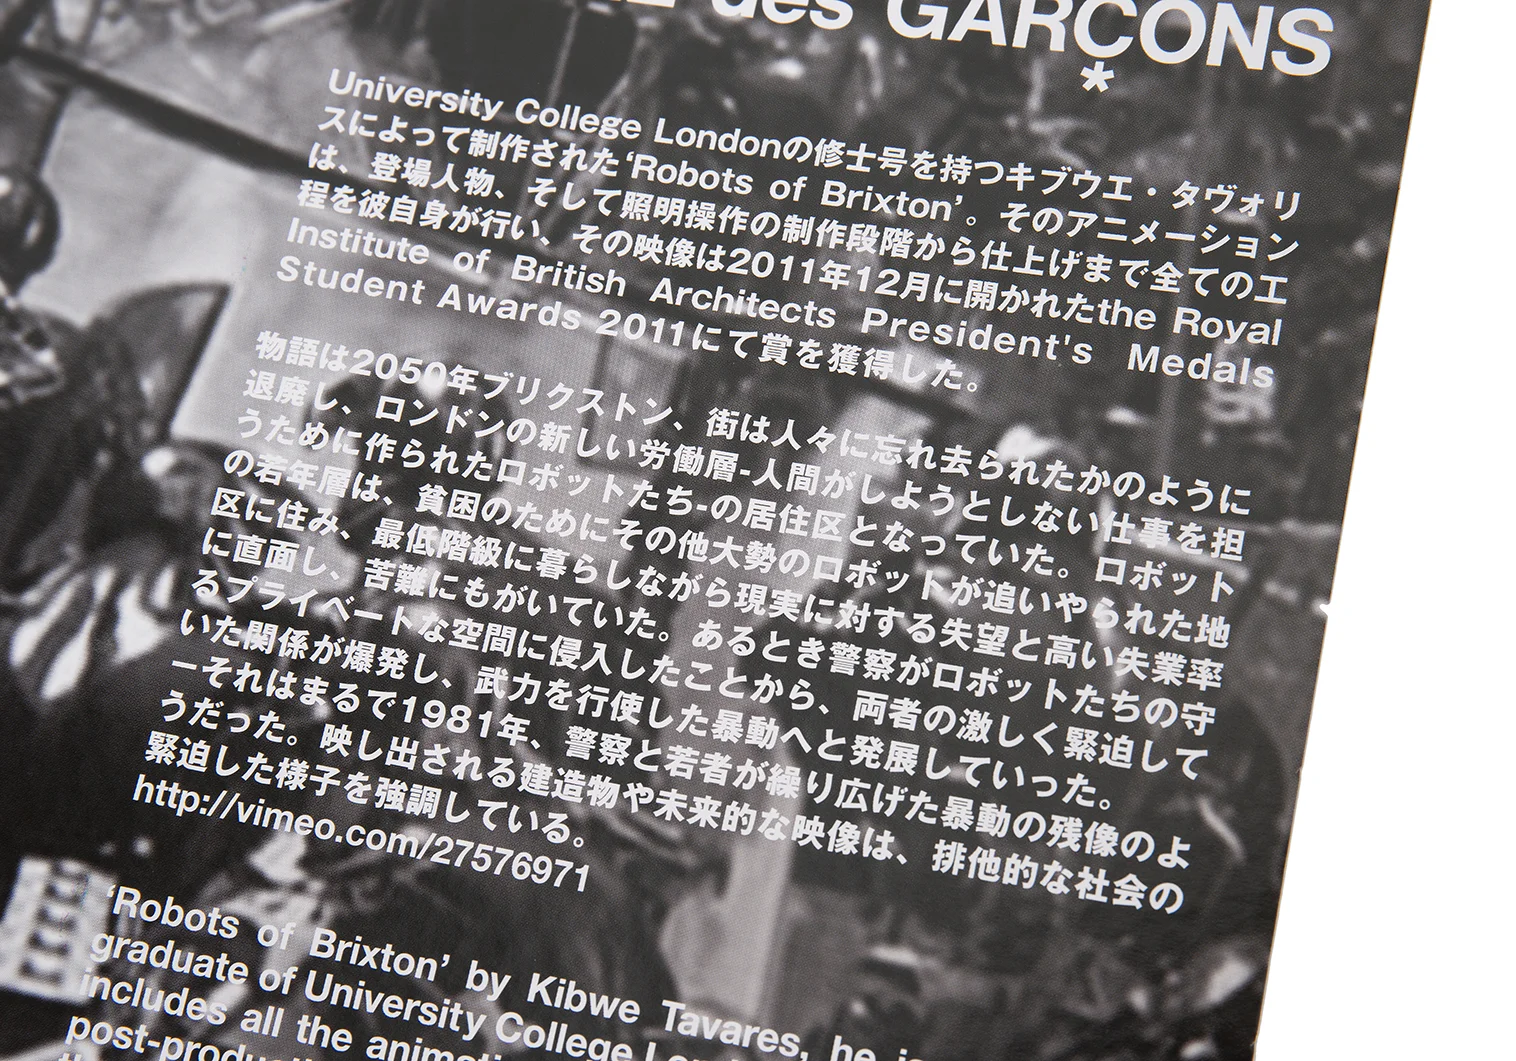 des GARÇONS
*
University College Londonの修士号を持つキブウエ・タヴォリ
スによって制作された‘Robots of Brixton’。そのアニメーション
は、登場人物、そして照明操作の制作段階から仕上げまで全ての工
程を彼自身が行い、その映像は2011年12月に開かれたthe Royal
Institute of British Architects President's Medals
Student Awards 2011にて賞を獲得した。
物語は2050年ブリクストン、街は人々に忘れ去られたかのように
退廃し、ロンドンの新しい労働層-人間がしようとしない仕事を担
うために作られたロボットたち-の居住区となっていた。ロボット
の若年層は、貧困のためにその他大勢のロボットが追いやられた地
区に住み、最低階級に暮らしながら現実に対する失望と高い失業率
に直面し、苦難にもがいていた。あるとき警察がロボットたちの守
るプライベートな空間に侵入したことから、両者の激しく緊迫して
いた関係が爆発し、武力を行使した暴動へと発展していった。
ーそれはまるで1981年、警察と若者が繰り広げた暴動の残像のよ
うだった。映し出される建造物や未来的な映像は、排他的な社会の
緊迫した様子を強調している。
http://vimeo.com/27576971
‘Robots of Brixton’ by Kibwe Tavares, he is
graduate of University College
includes all the